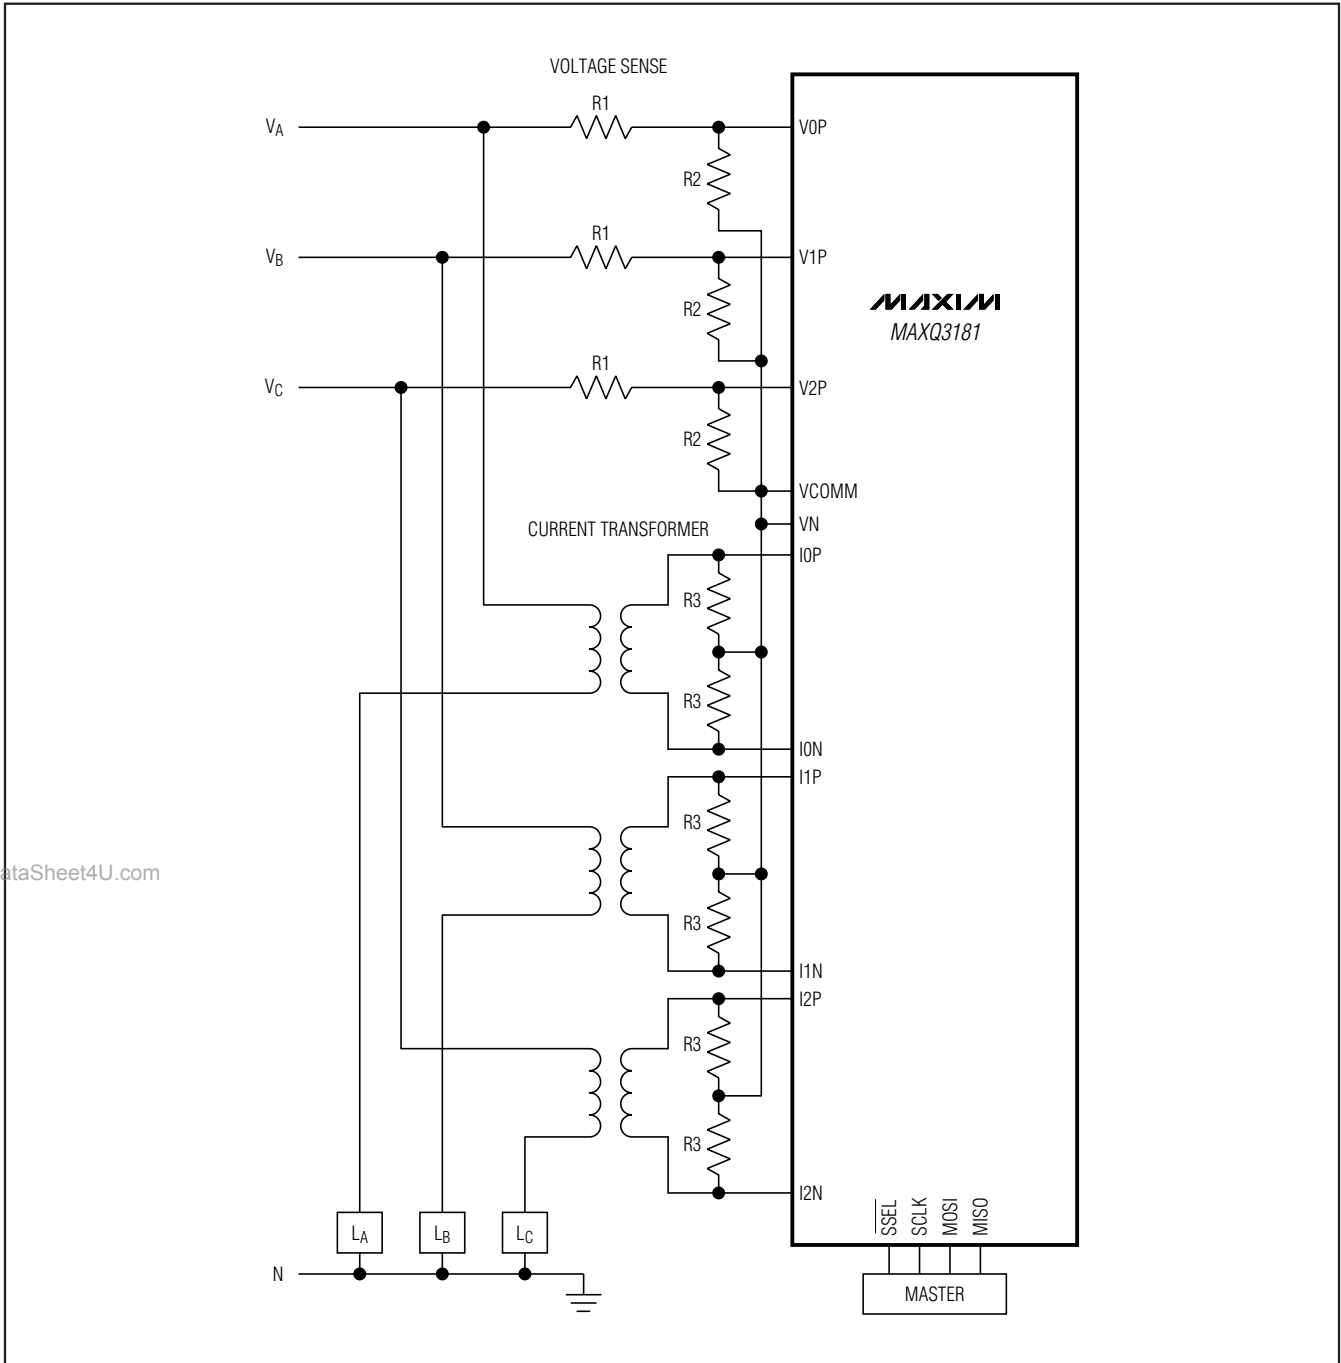 VOLTAGE SENSE
R1
VA
V0P
R2
R1
VB
V1P
MAXIM
R2
MAXQ3181
R1
VC
V2P
R2
VCOMM
VN
CURRENT TRANSFORMER
I0P
R3
R3
I0N
I1P
R3
ataSheet4U.com
R3
I1N
I2P
R3
R3
I2N
SSEL
SCLK
MOSI
MISO
LA
LB
LC
N
MASTER